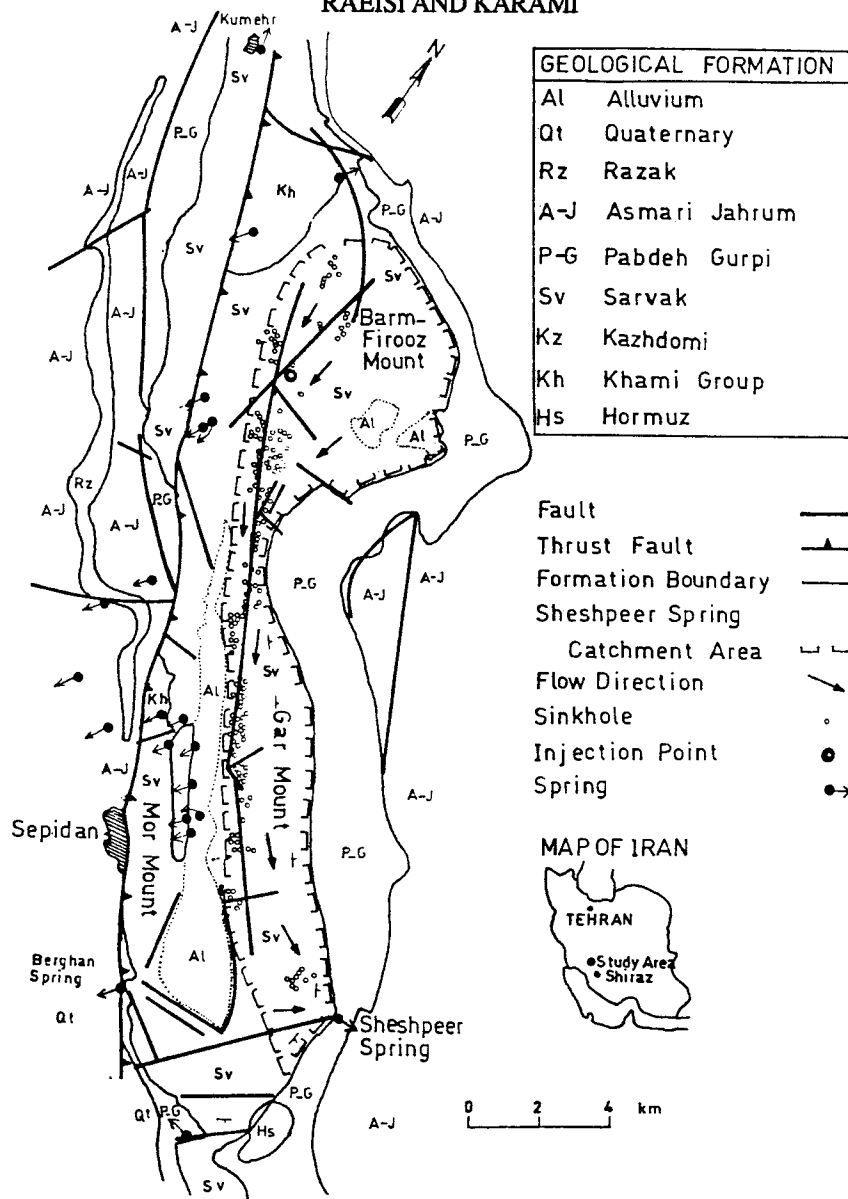 RAEISI AND KARAMI
A-J
Kumehr
N
Sv
P-G
A-J
A-J
A-J
Kh
P-G
A-J
Sv
Sv
A-J
A-J
Sv
Barm-
Firooz
Mount
Sv
Sv
Al
Al
P-G
Rz
A-J
P-G
A-J
P-G
A-J
A-J
Sv
Al
Kh
A-J
Sv
Gar Mount
A-J
Sepidan
Mor Mount
P-G
Sv
Al
Berghan
Spring
Qt
Sheshpeer
Spring
Sv
P-G
Qt
P-G
Hs
A-J
Sv
0 2 4 km
GEOLOGICAL FORMATION
Al Alluvium
Qt Quaternary
Rz Razak
A-J Asmari Jahrum
P-G Pabdeh Gurpi
Sv Sarvak
Kz Kazhdomi
Kh Khami Group
Hs Hormuz
Fault
Thrust Fault
Formation Boundary
Sheshpeer Spring
Catchment Area
Flow Direction
Sinkhole
Injection Point
Spring
MAP OF IRAN
TEHRAN
Study Area
Shiraz